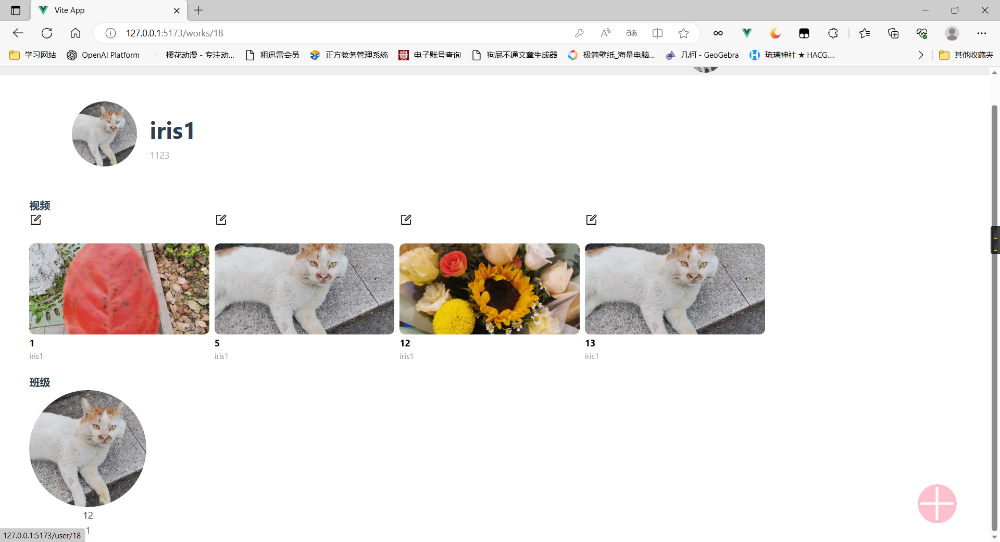 Vite App
127.0.0.1:5173/works/18
学习网站 OpenAI Platform 樱花动漫 - 专注动... 租迅雷会员 正方教务管理系统 电子账号查询 狗屁不通文章生成器 极简壁纸_海量电脑... 几何 - GeoGebra 琉璃神社 ★ HACG.... 其他收藏夹
iris1
1123
视频
1 5 12 13
iris1 iris1 iris1 iris1
班级
12
1
127.0.0.1:5173/user/18